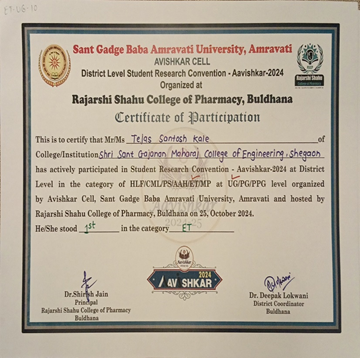 ET UG 12
Sant Gadge Baba Amravati University, Amravati
AVISHKAR CELL
District Level Student Research Convention - Aavishkar-2024
Organized at
Rajarshi Shahu College of Pharmacy, Buldhana
Certificate of Participation
This is to certify that Mr/Ms Tejas Santosh Kale of
College/Institution Shri Sant Gajanan Maharaj College of Engineering, Shegaon
has actively participated in Student Research Convention - Aavishkar-2024 at District
Level in the category of HLF/CML/PS/AAH/ET/MP at UG/PG/PPG level organized
by Avishkar Cell, Sant Gadge Baba Amravati University, Amravati and hosted by
Rajarshi Shahu College of Pharmacy, Buldhana on 25, October 2024.
He/She stood 1st in the category ET
2024
AVISHKAR
Dr.Shirish Jain
Principal
Rajarshi Shahu College of Pharmacy
Buldhana
Dr. Deepak Lokwani
District Coordinator
Buldhana